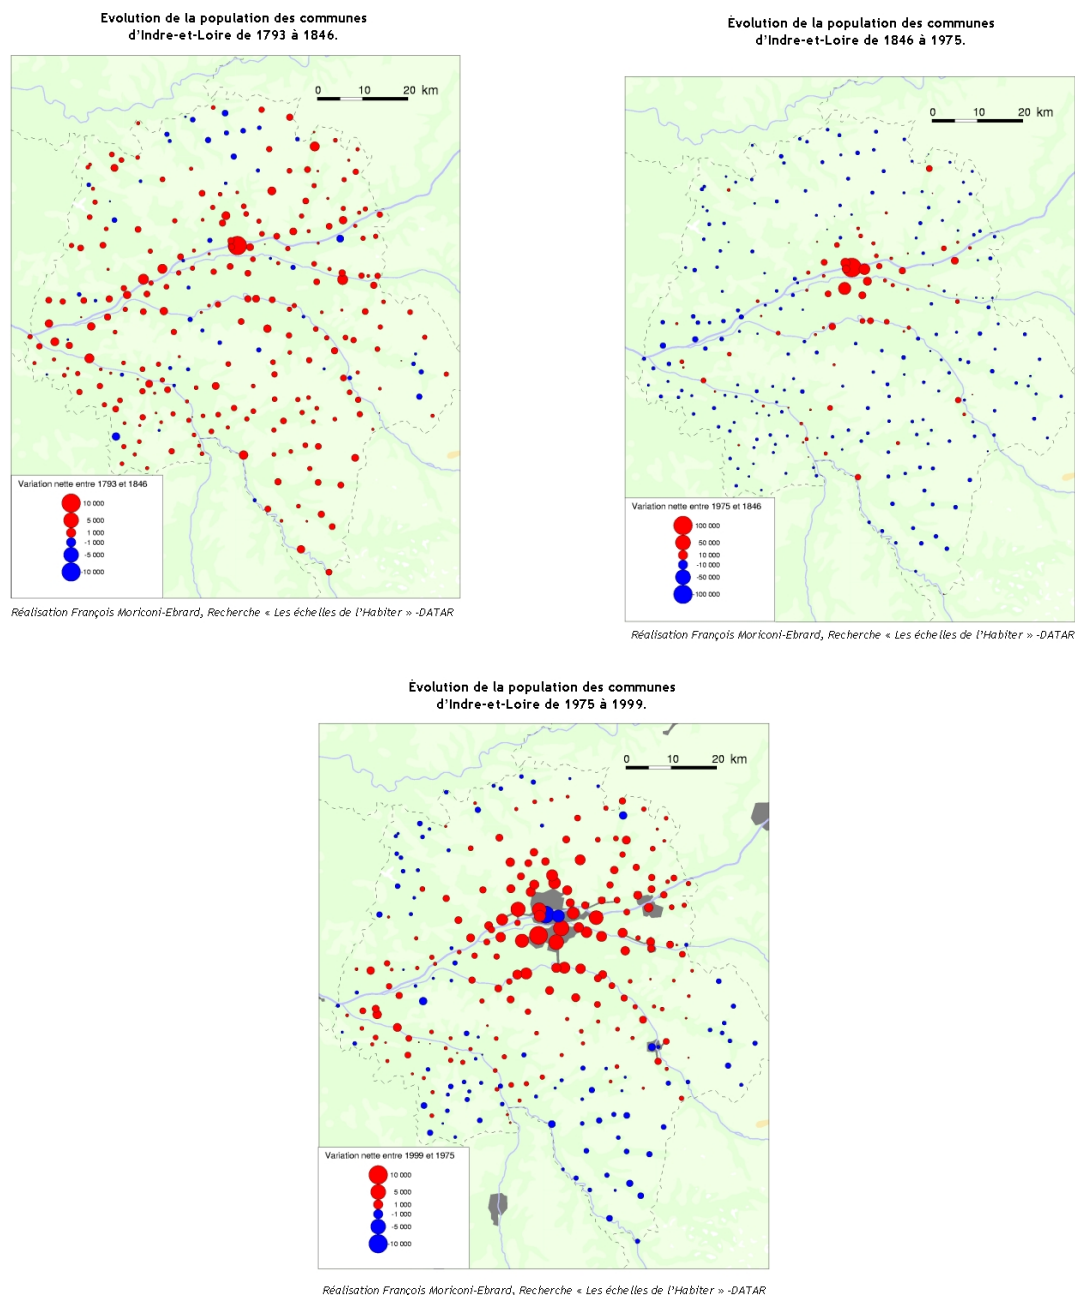 Evolution de la population des communes
d'Indre-et-Loire de 1793 à 1846.
0 10 20 km
Variation nette entre 1793 et 1846
10 000
5 000
1 000
-1 000
-5 000
-10 000
Réalisation François Moriconi-Ebrard, Recherche « Les échelles de l'Habiter » -DATAR
Évolution de la population des communes
d'Indre-et-Loire de 1846 à 1975.
0 10 20 km
Variation nette entre 1975 et 1846
100 000
50 000
10 000
-10 000
-50 000
-100 000
Réalisation François Moriconi-Ebrard, Recherche « Les échelles de l'Habiter » -DATAR
Évolution de la population des communes
d'Indre-et-Loire de 1975 à 1999.
0 10 20 km
Variation nette entre 1999 et 1975
10 000
5 000
1 000
-1 000
-5 000
-10 000
Réalisation François Moriconi-Ebrard, Recherche « Les échelles de l'Habiter » -DATAR